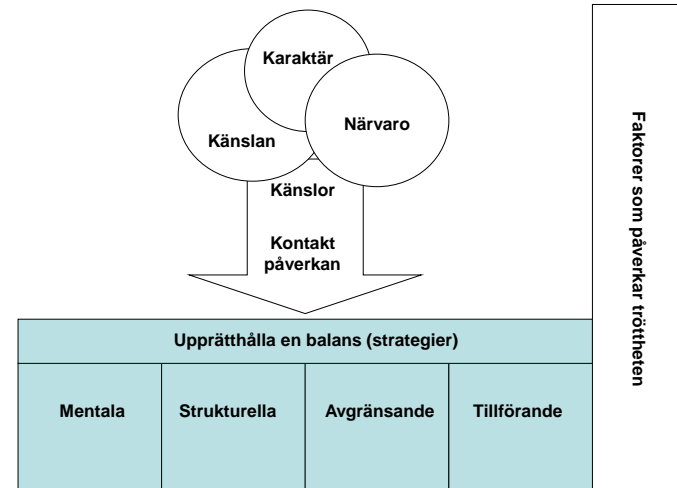 Karaktär
Känslan
Närvaro
Känslor
Kontakt
påverkan
Faktorer som påverkar tröttheten
Upprätthålla en balans (strategier)
Mentala
Strukturella
Avgränsande
Tillförande